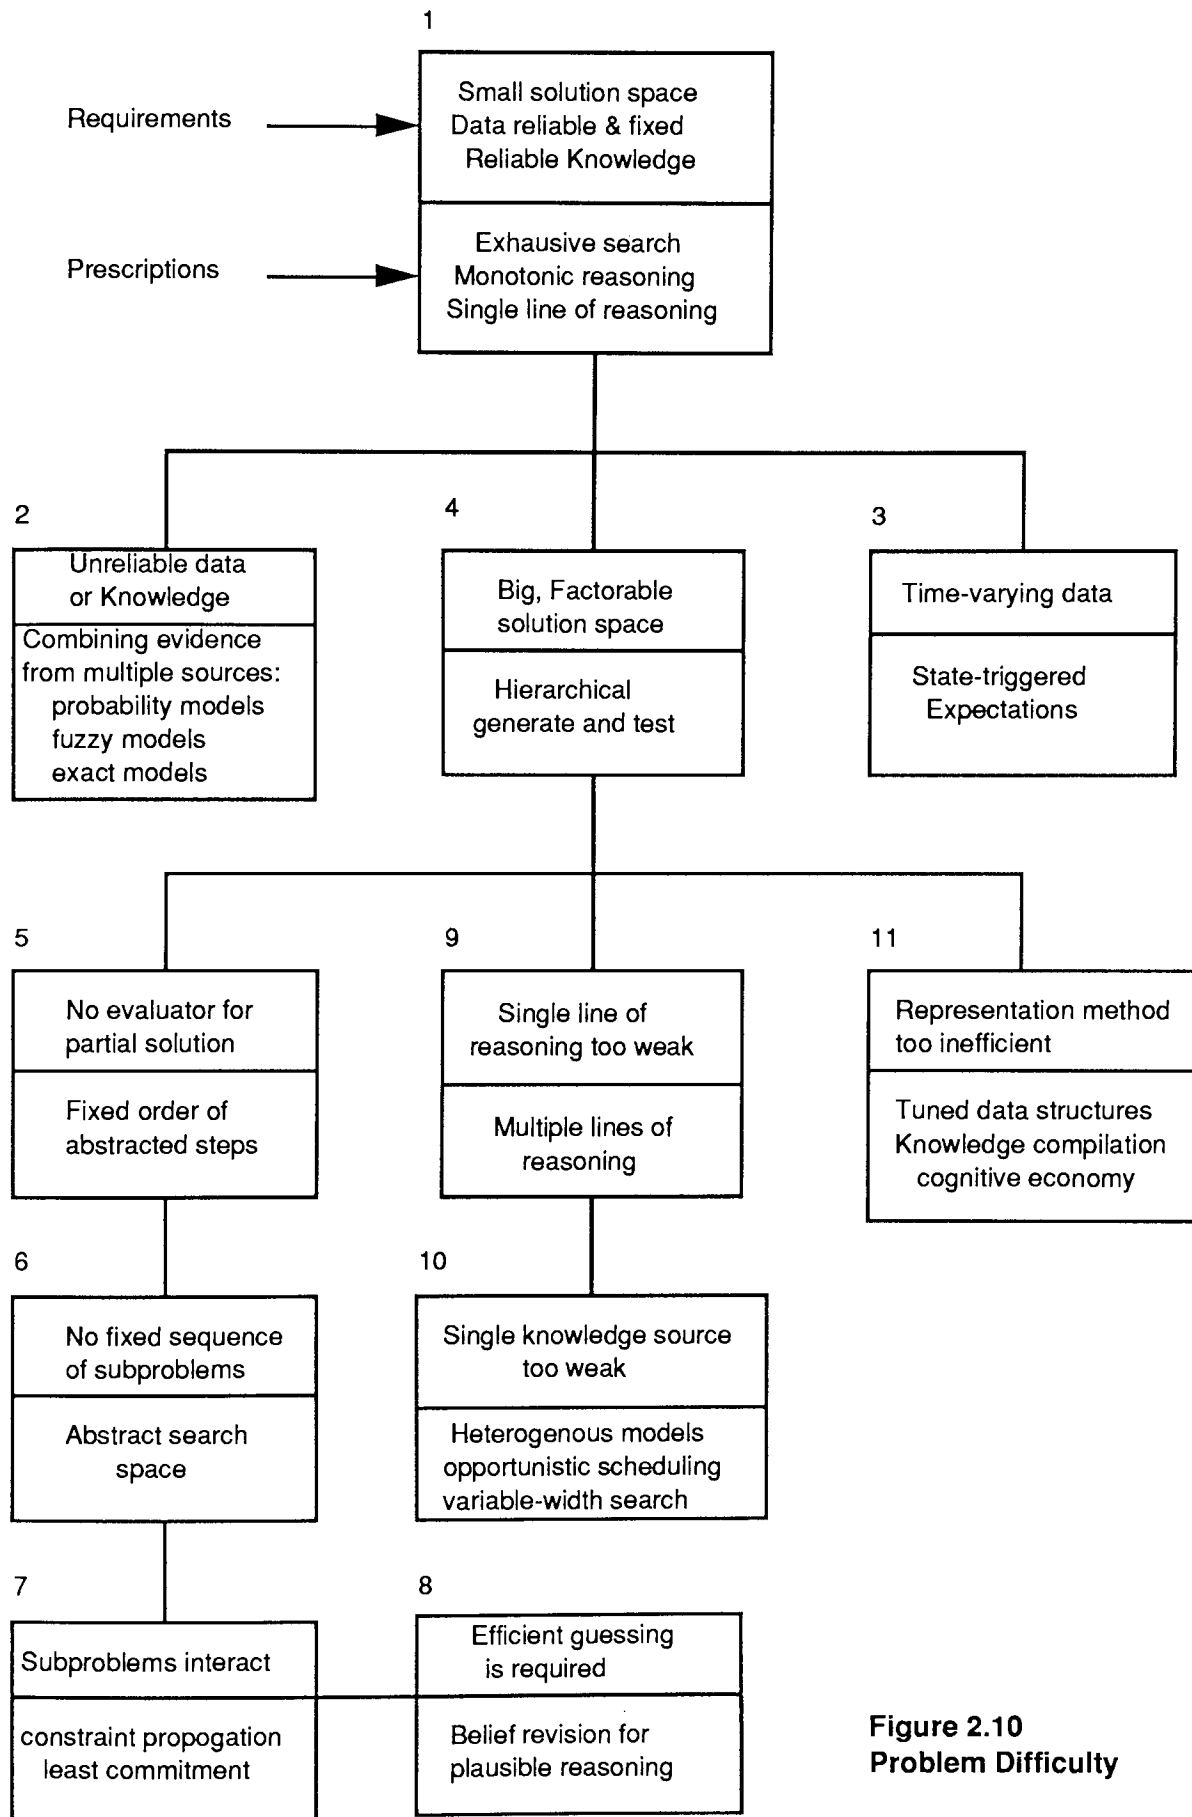 1
Requirements
Small solution space
Data reliable & fixed
Reliable Knowledge
Prescriptions
Exhausive search
Monotonic reasoning
Single line of reasoning
2
Unreliable data
or Knowledge
Combining evidence
from multiple sources:
probability models
fuzzy models
exact models
4
Big, Factorable
solution space
Hierarchical
generate and test
3
Time-varying data
State-triggered
Expectations
5
No evaluator for
partial solution
Fixed order of
abstracted steps
9
Single line of
reasoning too weak
Multiple lines of
reasoning
11
Representation method
too inefficient
Tuned data structures
Knowledge compilation
cognitive economy
6
No fixed sequence
of subproblems
Abstract search
space
10
Single knowledge source
too weak
Heterogenous models
opportunistic scheduling
variable-width search
7
Subproblems interact
constraint propogation
least commitment
8
Efficient guessing
is required
Belief revision for
plausible reasoning
Figure 2.10
Problem Difficulty